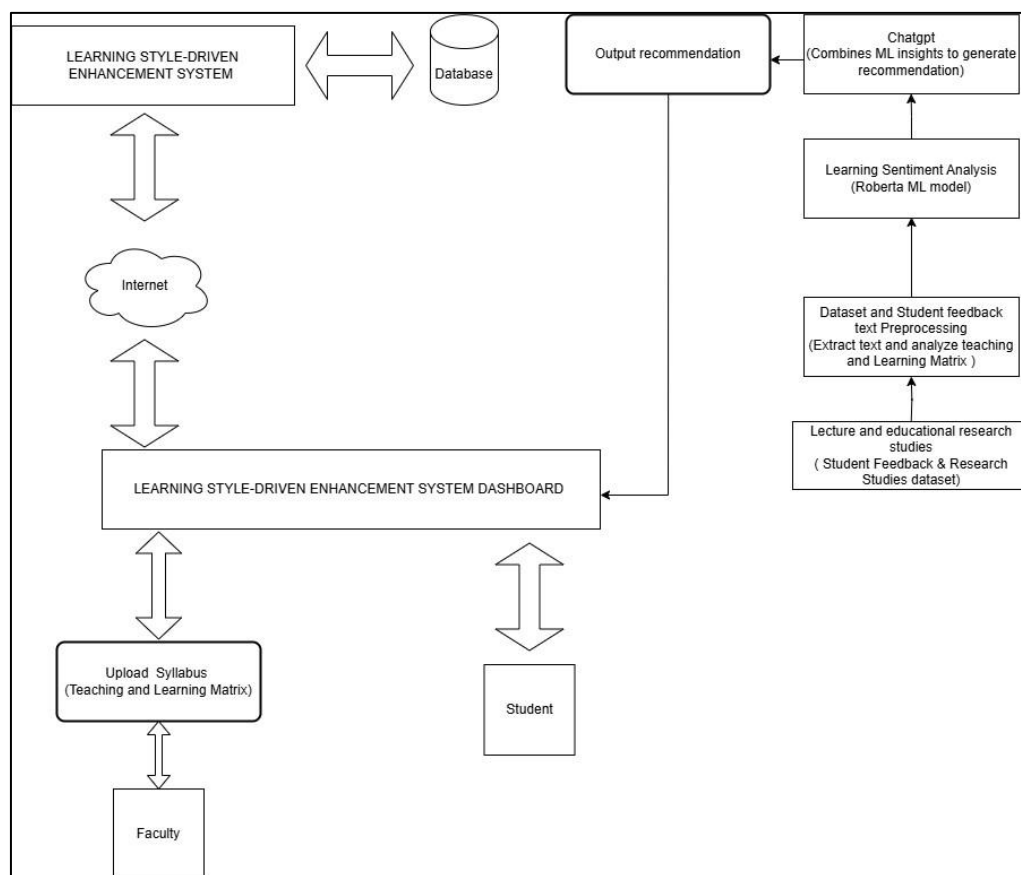 LEARNING STYLE-DRIVEN
ENHANCEMENT SYSTEM
Database
Output recommendation
Chatgpt
(Combines ML insights to generate
recommendation)
Learning Sentiment Analysis
(Roberta ML model)
Internet
Dataset and Student feedback
text Preprocessing
(Extract text and analyze teaching
and Learning Matrix )
Lecture and educational research
studies
( Student Feedback & Research
Studies dataset)
LEARNING STYLE-DRIVEN ENHANCEMENT SYSTEM DASHBOARD
Upload Syllabus
(Teaching and Learning Matrix)
Student
Faculty